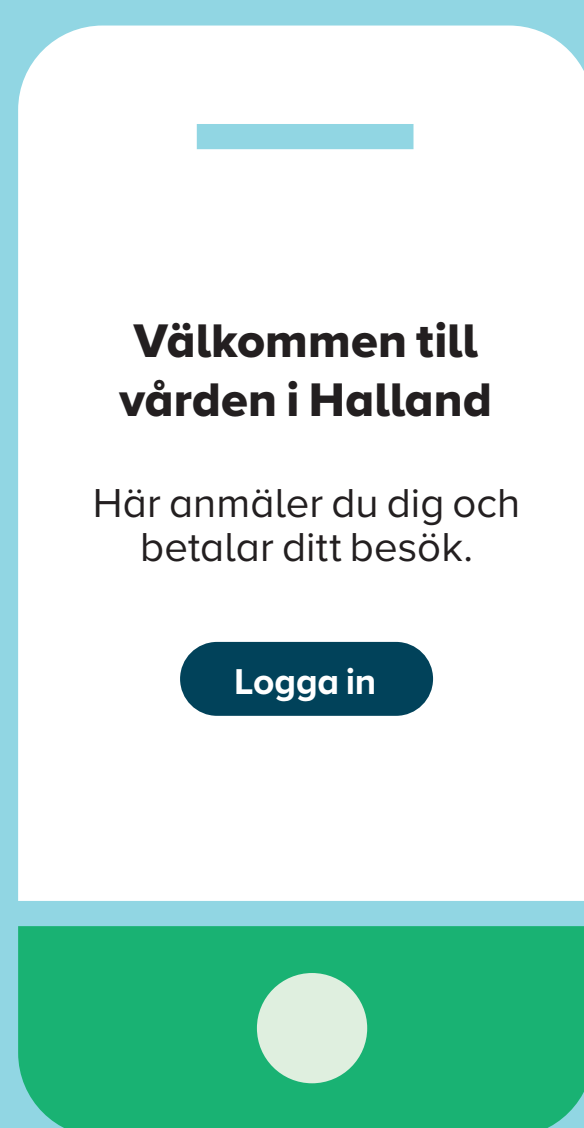 Välkommen till
vården i Halland
Här anmäler du dig och
betalar ditt besök.
Logga in